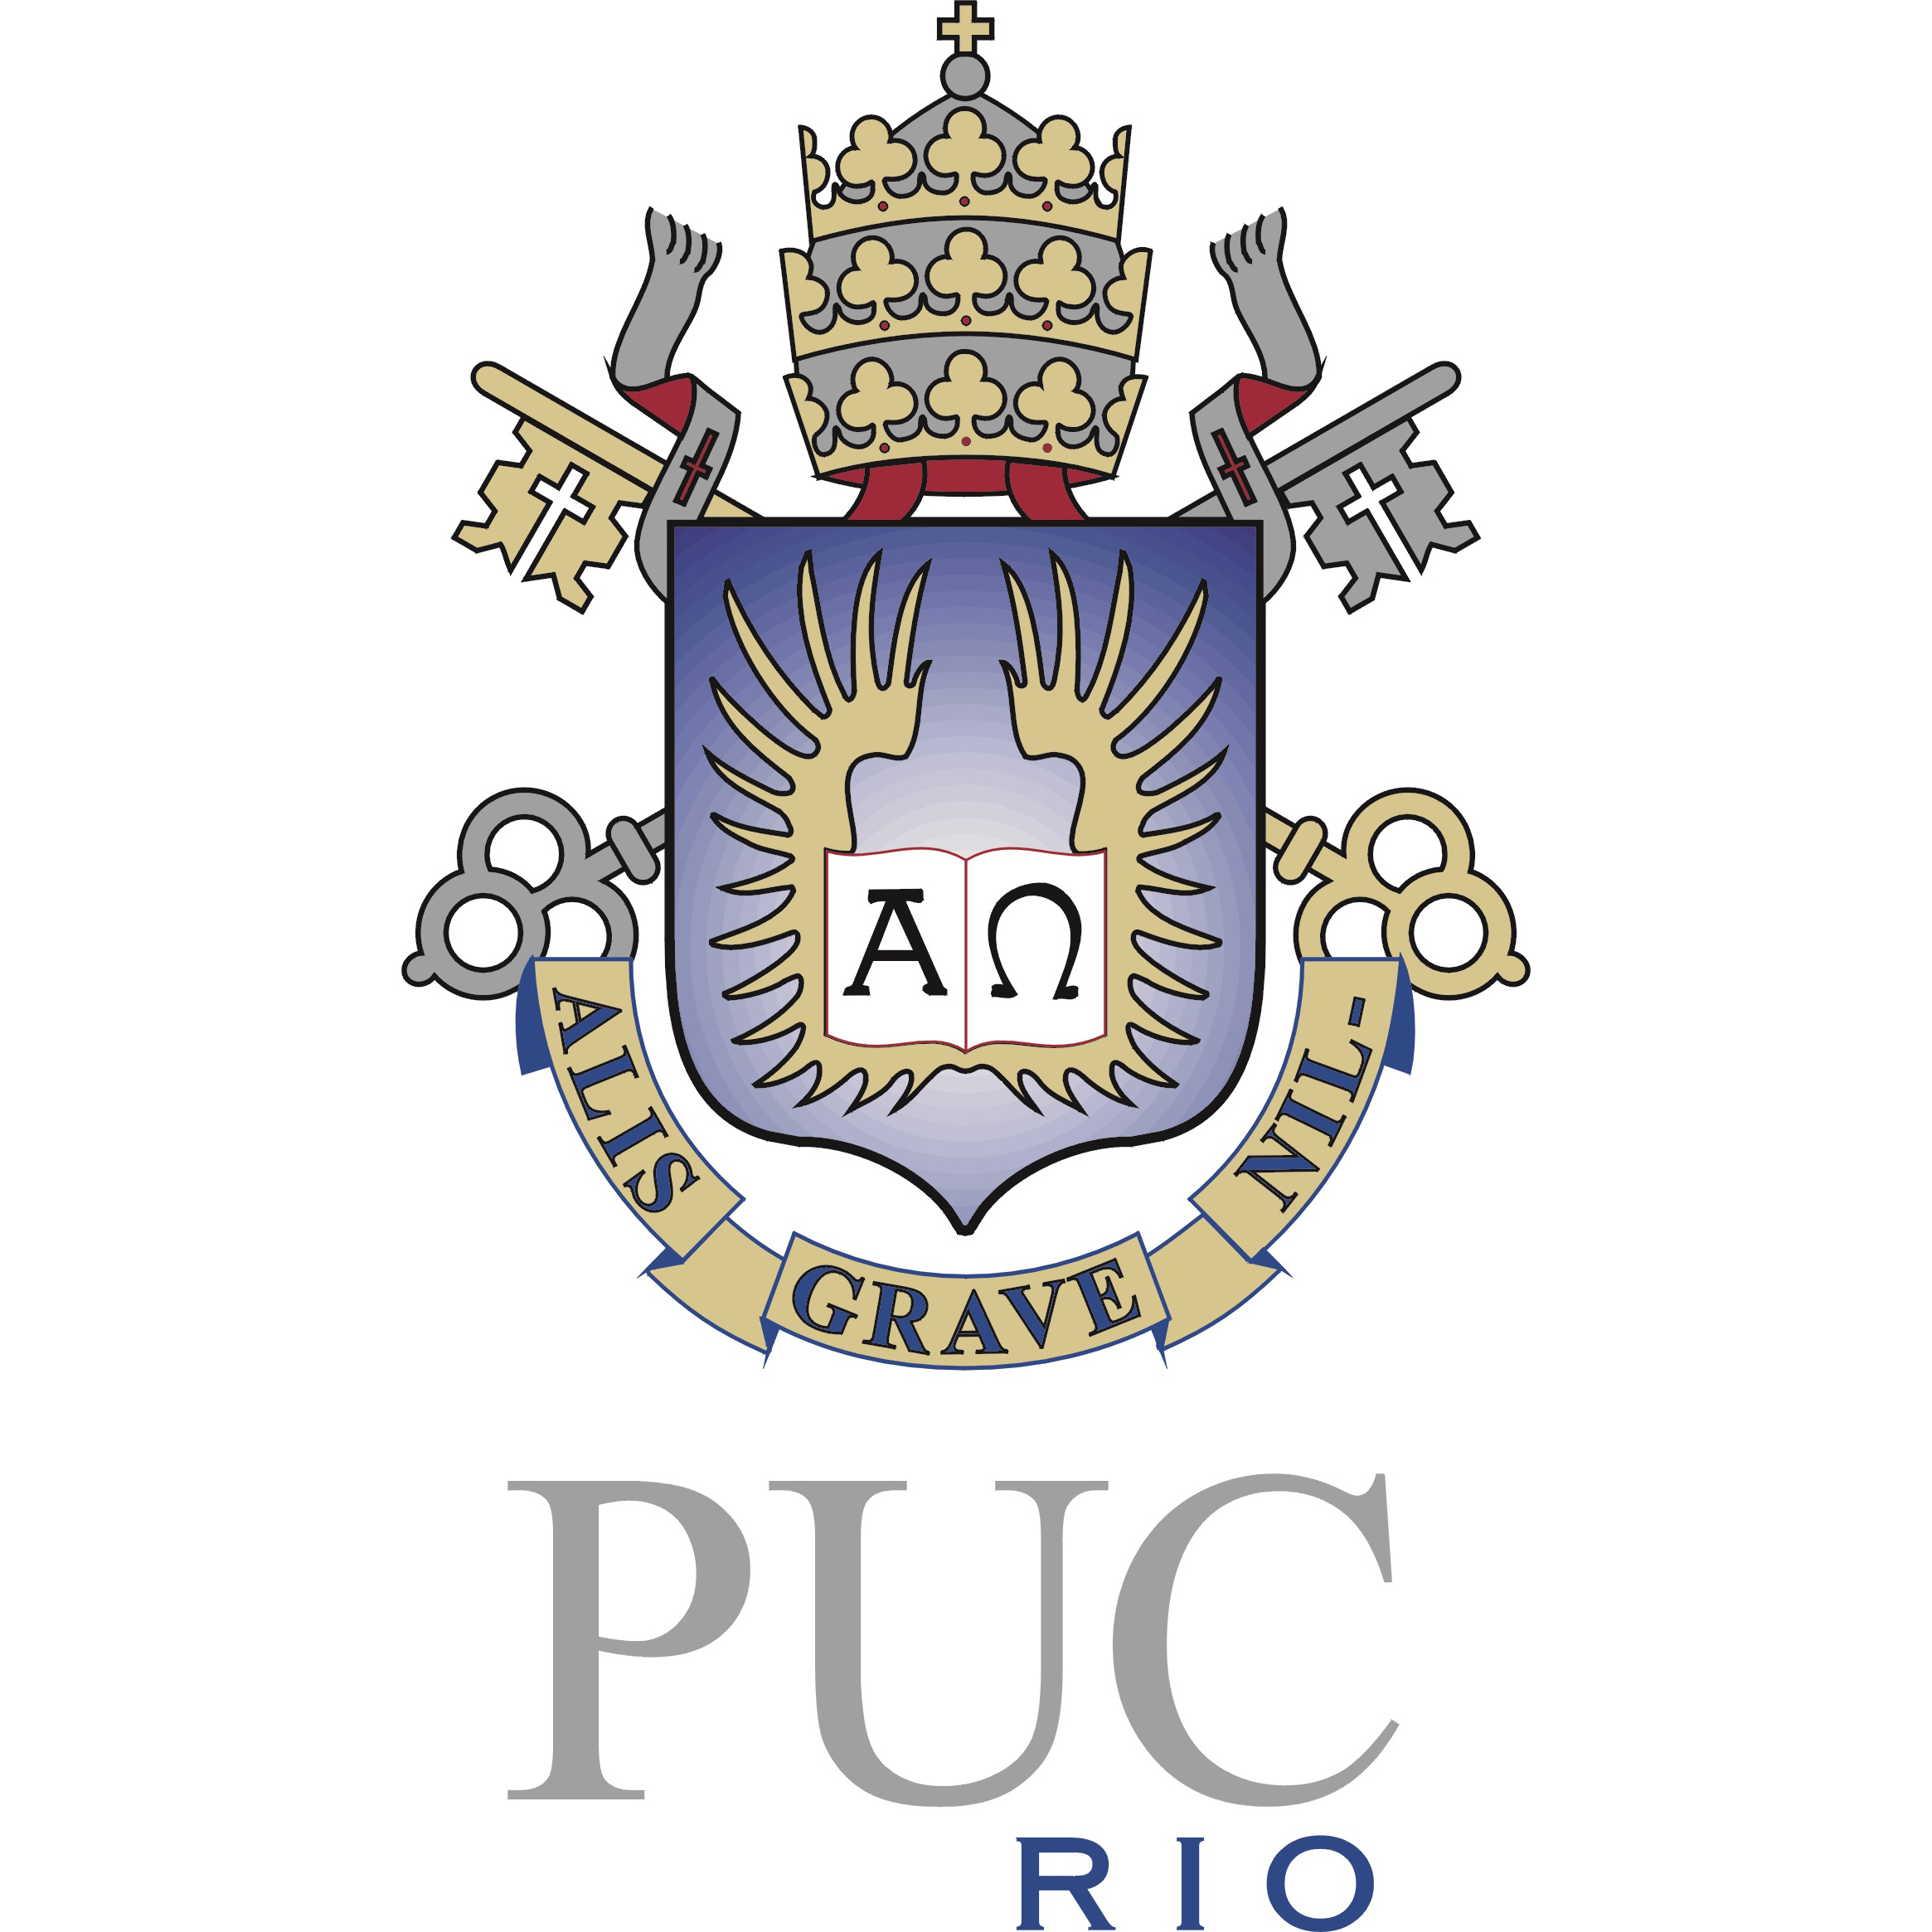 Α Ω
ALIS
GRAVE
NIL-
PUC
RIO